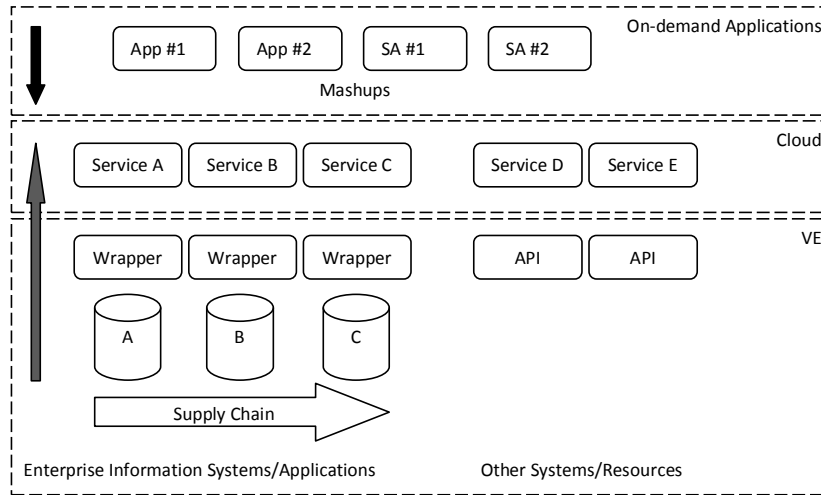 On-demand Applications
App #1
App #2
SA #1
SA #2
Mashups
Cloud
Service A
Service B
Service C
Service D
Service E
VE
Wrapper
Wrapper
Wrapper
API
API
A
B
C
Supply Chain
Enterprise Information Systems/Applications
Other Systems/Resources